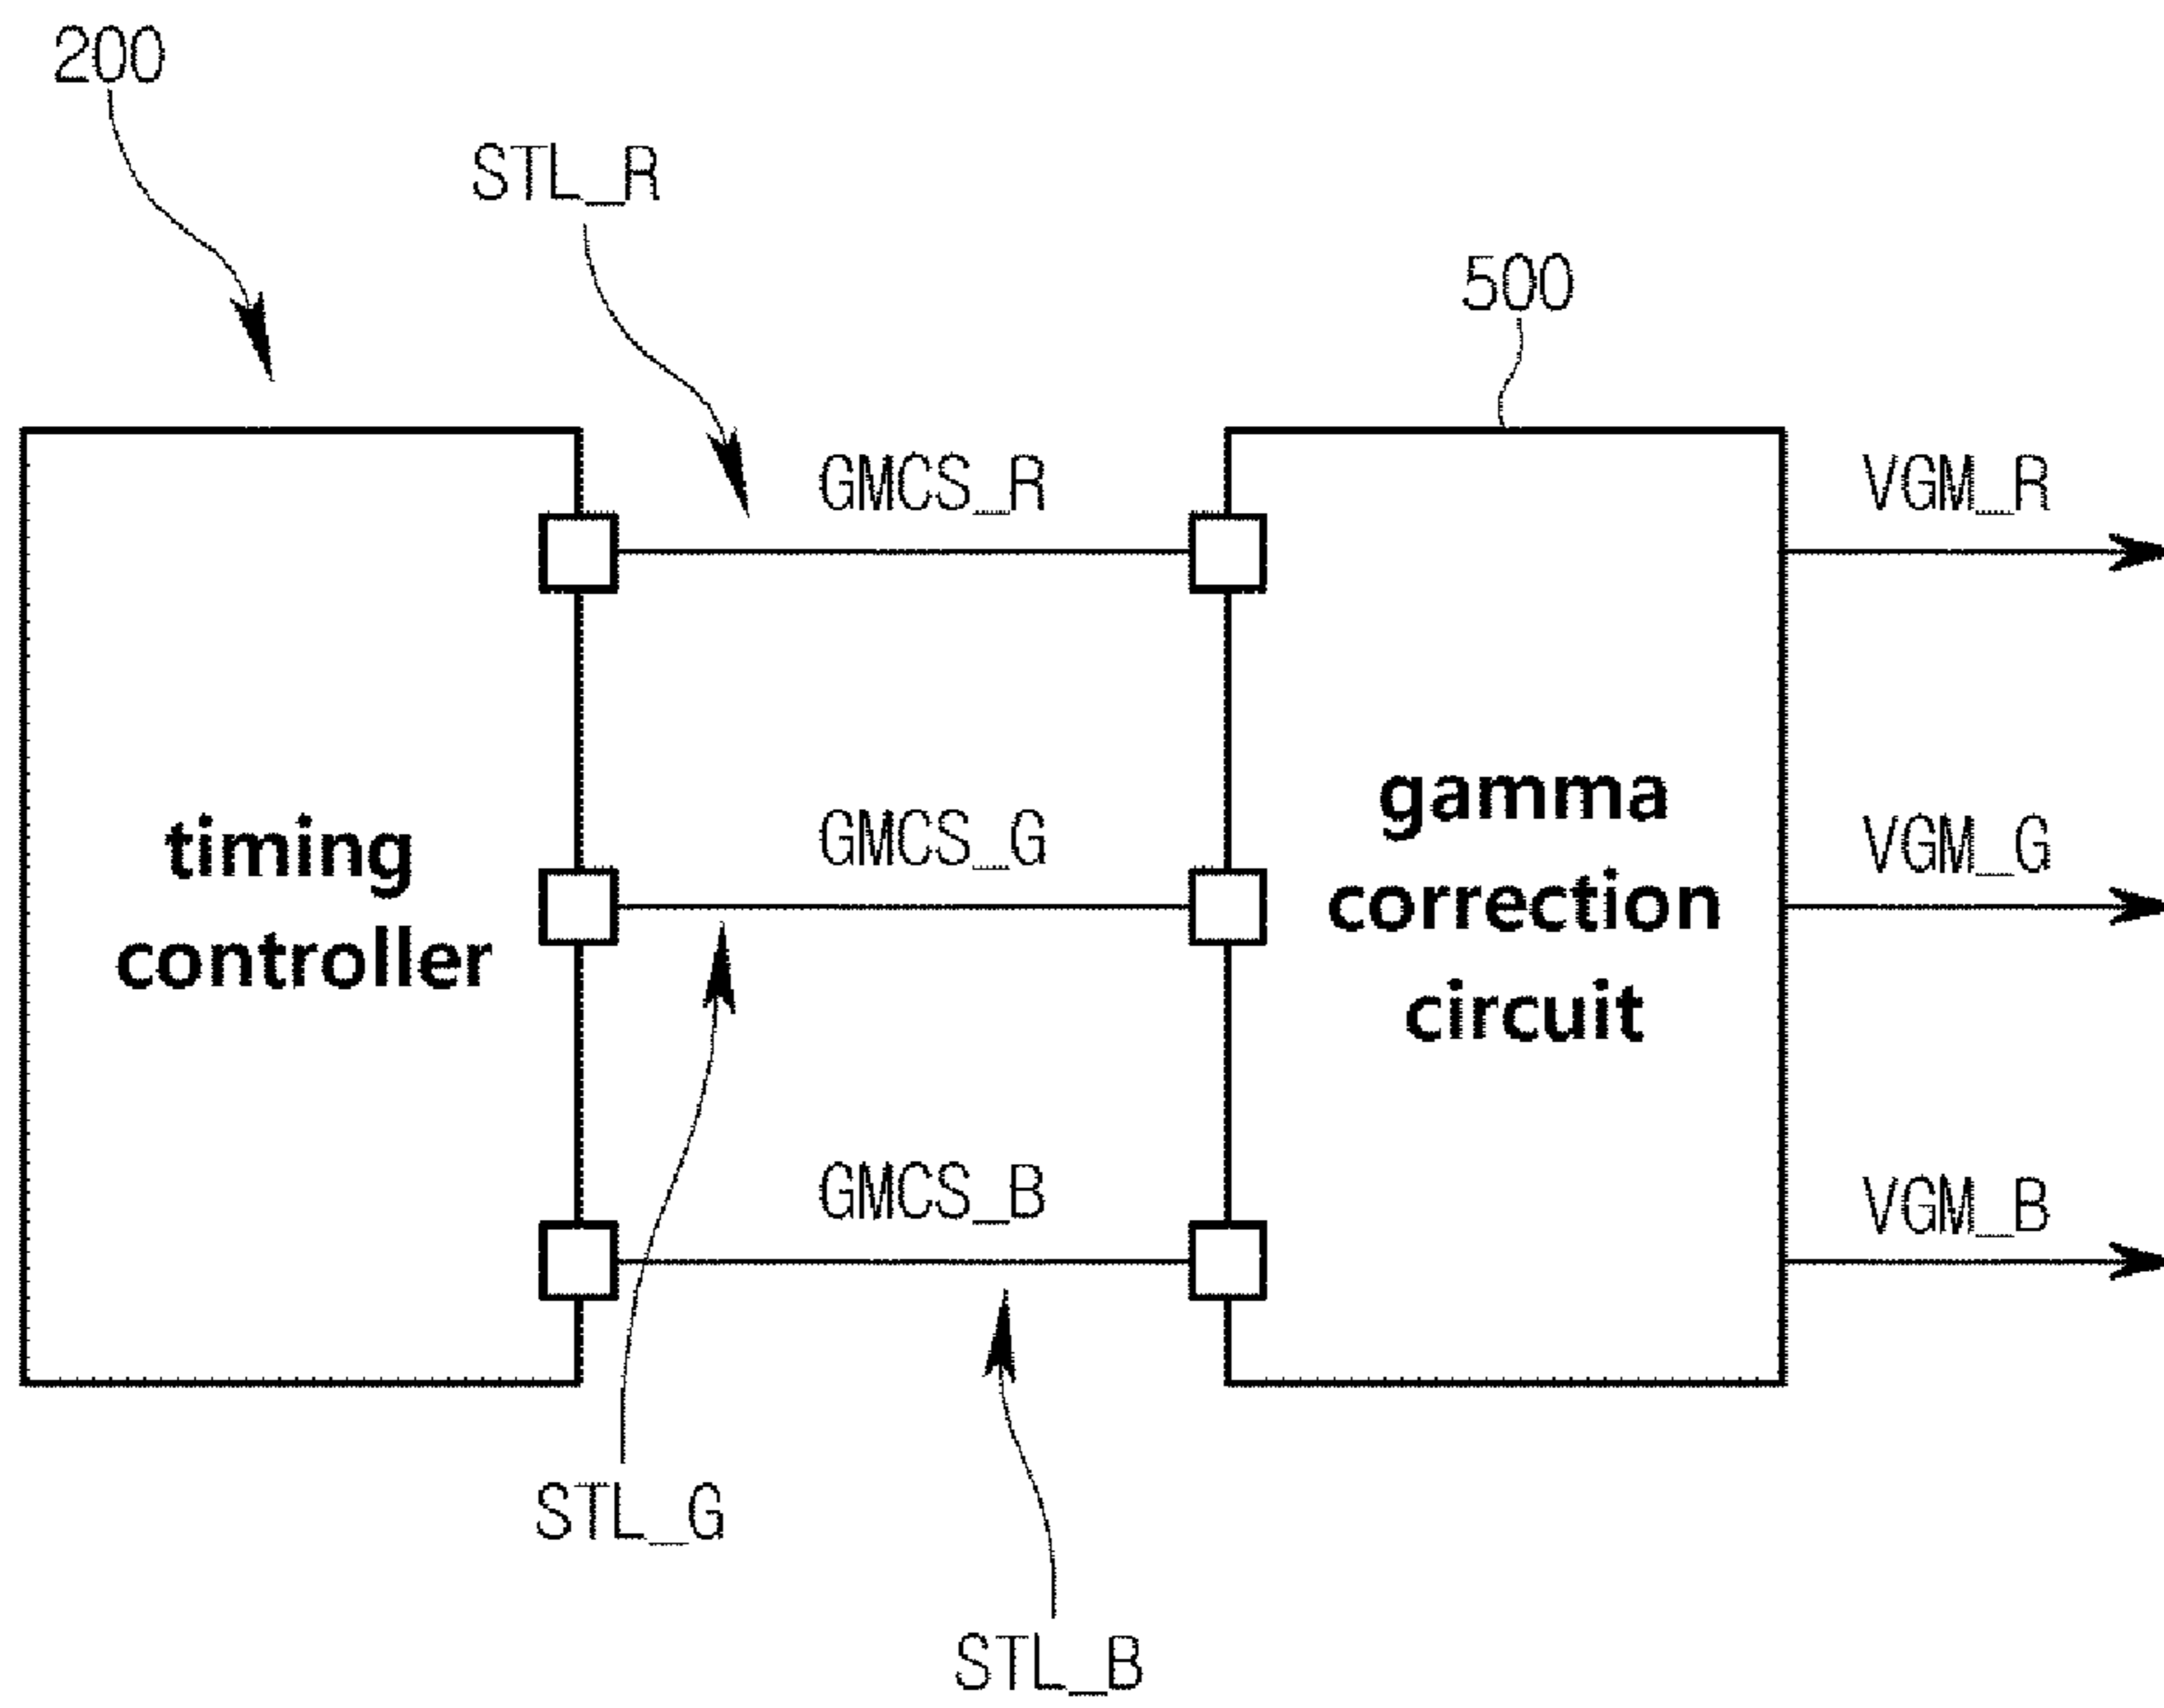 200
STL_R
500
GMCS_R
VGM_R
timing
controller
GMCS_G
gamma
correction
circuit
VGM_G
GMCS_B
VGM_B
STL_G
STL_B